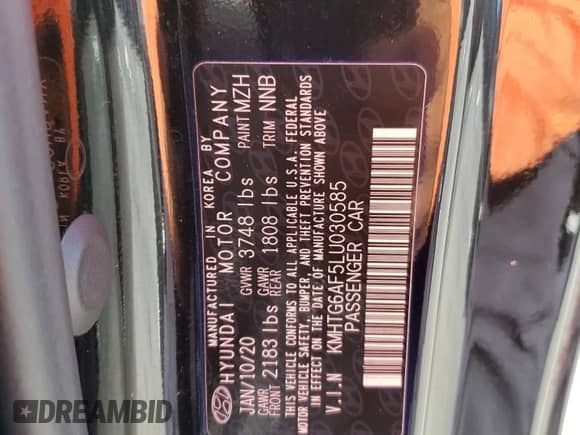 MANUFACTURED IN KOREA BY
HYUNDAI MOTOR COMPANY
JAN/10/20 GVWR 3748 lbs PAINT MZH
GAWR FRONT 2183 lbs GAWR REAR 1808 lbs TRIM NNB
THIS VEHICLE CONFORMS TO ALL APPLICABLE U.S.A. FEDERAL
MOTOR VEHICLE SAFETY, BUMPER, AND THEFT PREVENTION STANDARDS
IN EFFECT ON THE DATE OF MANUFACTURE SHOWN ABOVE.
V.I.N KMHTG6AF5LU030585
PASSENGER CAR
DREAMBID